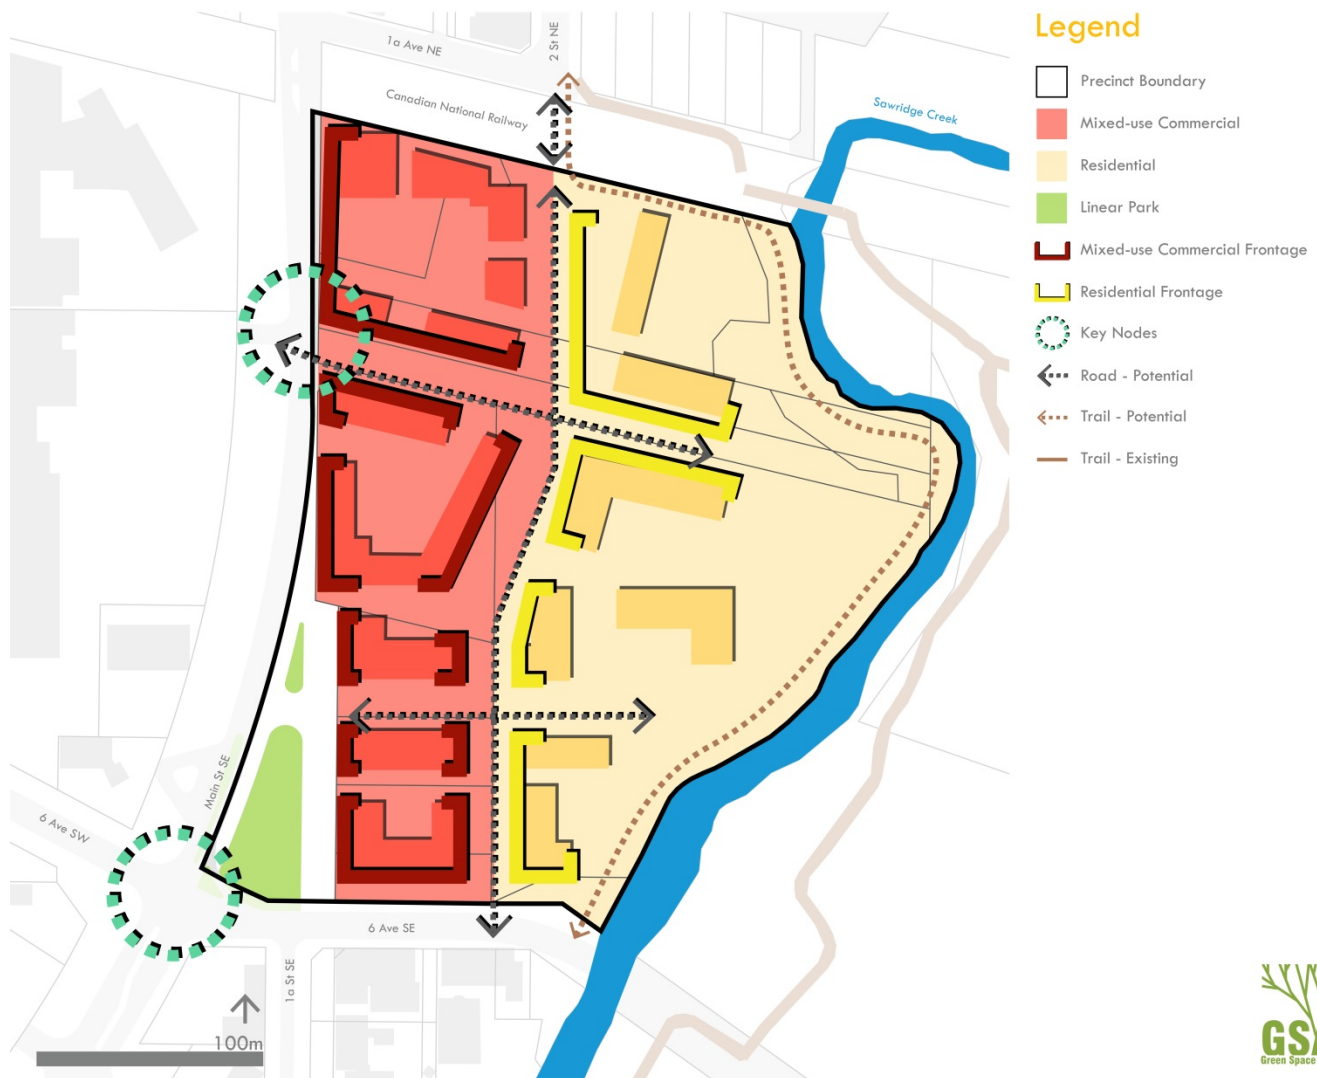 Legend
Precinct Boundary
Mixed-use Commercial
Residential
Linear Park
Mixed-use Commercial Frontage
Residential Frontage
Key Nodes
Road - Potential
Trail - Potential
Trail - Existing
1a Ave NE
2 St NE
Canadian National Railway
Sawridge Creek
Main St SE
6 Ave SW
6 Ave SE
1a St SE
100m
Green Space